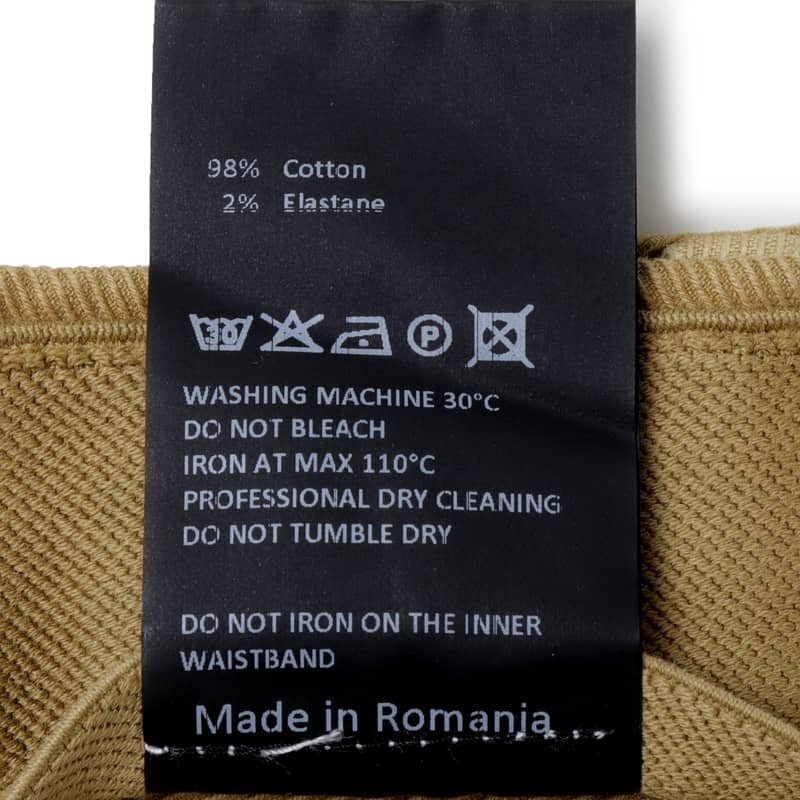 98% Cotton
2% Elastane
30 P
WASHING MACHINE 30°C
DO NOT BLEACH
IRON AT MAX 110°C
PROFESSIONAL DRY CLEANING
DO NOT TUMBLE DRY
DO NOT IRON ON THE INNER
WAISTBAND
Made in Romania